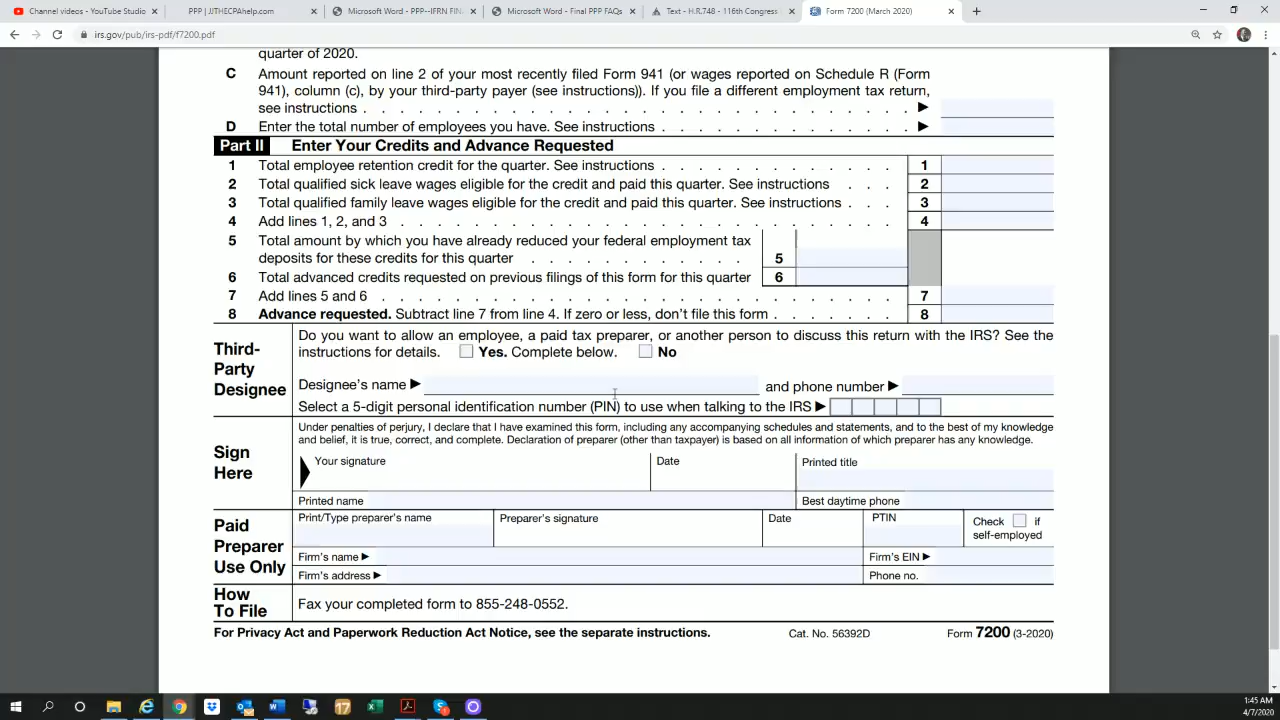 Channel videos - YouTube Studio
PPP | JJTHECPAhelp.com
Microsoft Word - PPP--IFRN FIN
Microsoft Word - Final PPP FAQs
Text - H.R.748 - 116th Congress
Form 7200 (March 2020)
irs.gov/pub/irs-pdf/f7200.pdf
quarter of 2020.
C Amount reported on line 2 of your most recently filed Form 941 (or wages reported on Schedule R (Form
941), column (c), by your third-party payer (see instructions)). If you file a different employment tax return,
see instructions . . . . . . . . . . . . . . . . . . . . . . . . . . . . ▶
D Enter the total number of employees you have. See instructions . . . . . . . . . . . . . ▶
Part II Enter Your Credits and Advance Requested
1 Total employee retention credit for the quarter. See instructions . . . . . . . . . . . . 1
2 Total qualified sick leave wages eligible for the credit and paid this quarter. See instructions . . . 2
3 Total qualified family leave wages eligible for the credit and paid this quarter. See instructions . . . 3
4 Add lines 1, 2, and 3 . . . . . . . . . . . . . . . . . . . . . . . . . 4
5 Total amount by which you have already reduced your federal employment tax
deposits for these credits for this quarter . . . . . . . . . . . 5
6 Total advanced credits requested on previous filings of this form for this quarter 6
7 Add lines 5 and 6 . . . . . . . . . . . . . . . . . . . . . . . . . . 7
8 Advance requested. Subtract line 7 from line 4. If zero or less, don't file this form . . . . . . . 8
Third-
Party
Designee
Do you want to allow an employee, a paid tax preparer, or another person to discuss this return with the IRS? See the
instructions for details. Yes. Complete below. No
Designee's name ▶ and phone number ▶
Select a 5-digit personal identification number (PIN) to use when talking to the IRS ▶
Sign
Here
Under penalties of perjury, I declare that I have examined this form, including any accompanying schedules and statements, and to the best of my knowledge
and belief, it is true, correct, and complete. Declaration of preparer (other than taxpayer) is based on all information of which preparer has any knowledge.
Your signature Date Printed title
Printed name Best daytime phone
Paid
Preparer
Use Only
Print/Type preparer's name Preparer's signature Date PTIN Check if
self-employed
Firm's name ▶ Firm's EIN ▶
Firm's address ▶ Phone no.
How
To File
Fax your completed form to 855-248-0552.
For Privacy Act and Paperwork Reduction Act Notice, see the separate instructions. Cat. No. 56392D Form 7200 (3-2020)
17
1:45 AM
4/7/2020